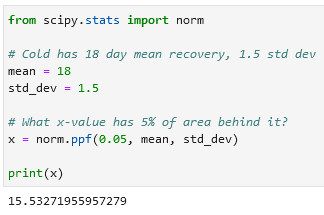 from scipy.stats import norm
# Cold has 18 day mean recovery, 1.5 std dev
mean = 18
std_dev = 1.5
# What x-value has 5% of area behind it?
x = norm.ppf(0.05, mean, std_dev)
print(x)
15.53271955957279